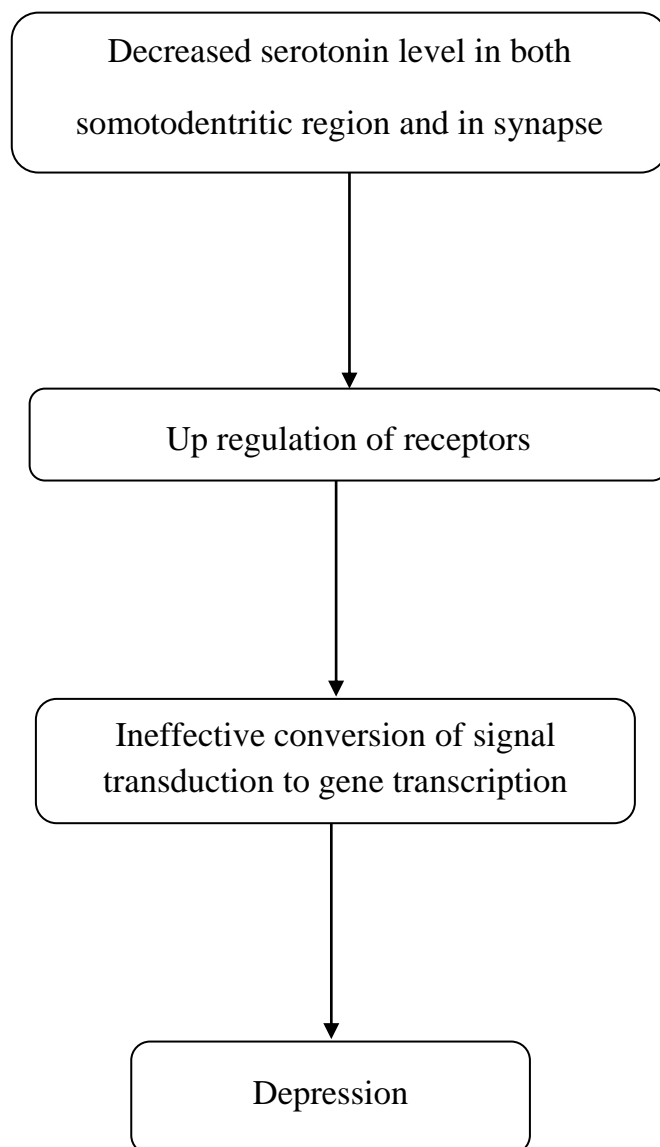 Decreased serotonin level in both
somotodentritic region and in synapse
Up regulation of receptors
Ineffective conversion of signal
transduction to gene transcription
Depression